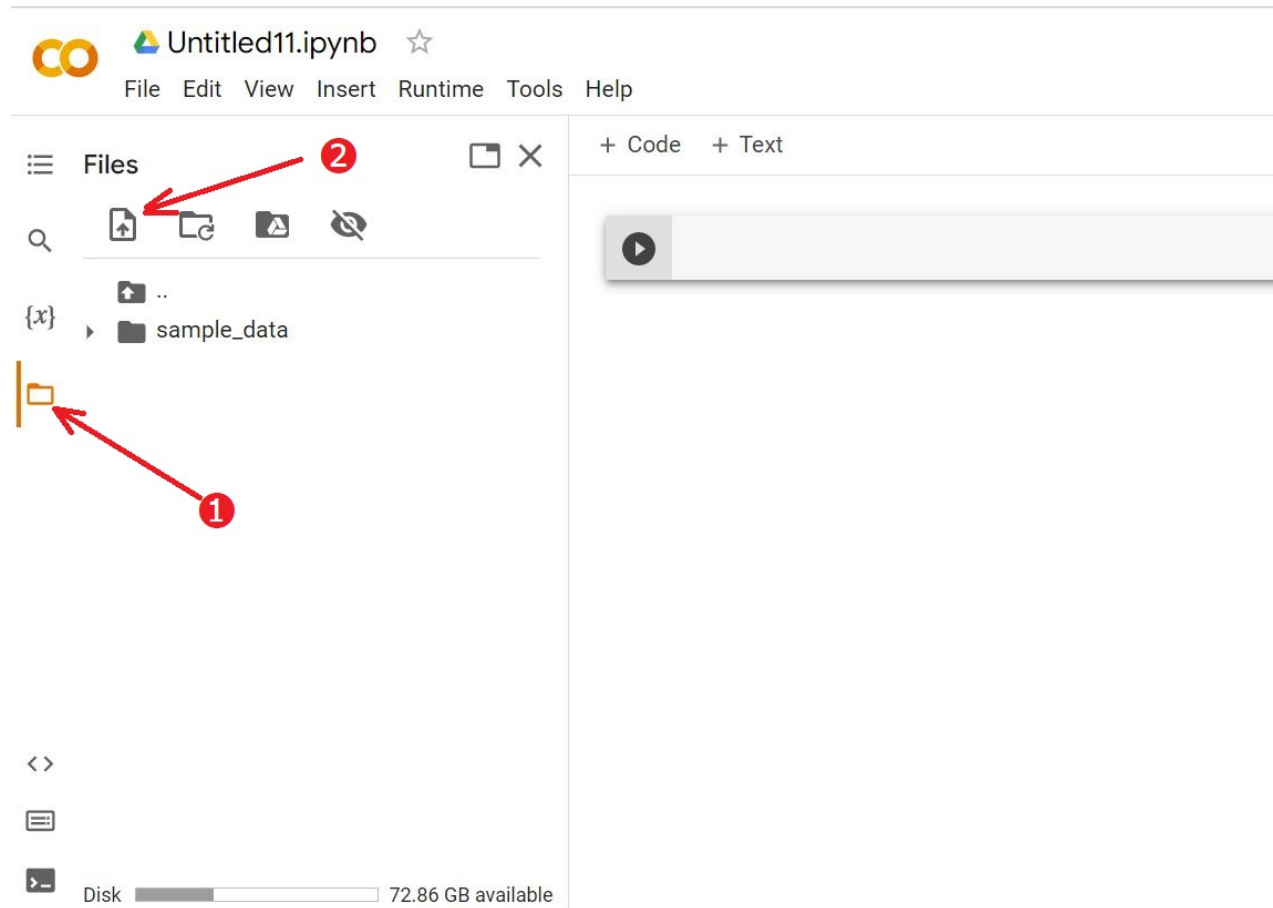 Untitled11.ipynb
File Edit View Insert Runtime Tools Help
Files
2
+ Code + Text
..
{x}
sample_data
1
Disk 72.86 GB available